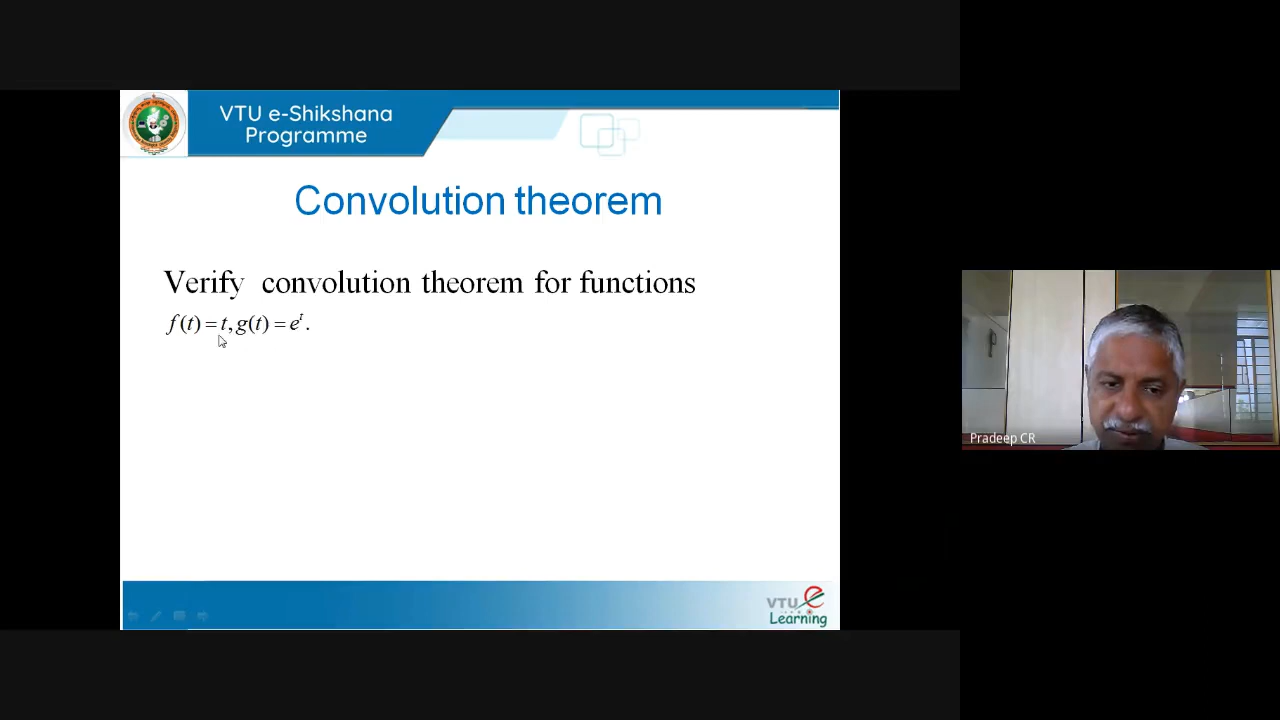 VTU e-Shikshana
Programme
Convolution theorem
Verify convolution theorem for functions
f(t) = t, g(t) = e^t.
VTU e
Learning
Pradeep CR